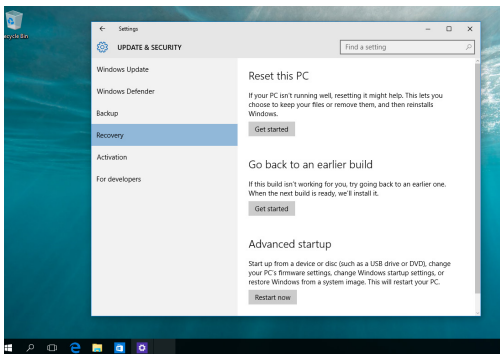 Recycle Bin
Settings
UPDATE & SECURITY
Find a setting
Windows Update
Windows Defender
Backup
Recovery
Activation
For developers
Reset this PC
If your PC isn't running well, resetting it might help. This lets you
choose to keep your files or remove them, and then reinstalls
Windows.
Get started
Go back to an earlier build
If this build isn't working for you, try going back to an earlier one.
When the next build is ready, we'll install it.
Get started
Advanced startup
Start up from a device or disc (such as a USB drive or DVD), change
your PC's firmware settings, change Windows startup settings, or
restore Windows from a system image. This will restart your PC.
Restart now